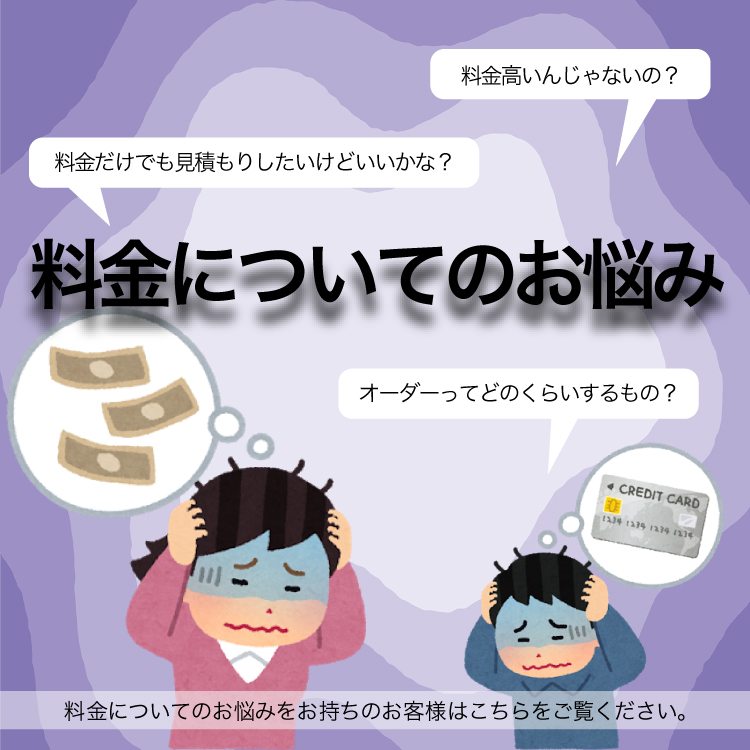 料金高いんじゃないの？
料金だけでも見積もりしたいけどいいかな？
料金についてのお悩み
オーダーってどのくらいするもの？
CREDIT CARD
1234 1234 1234 1234
料金についてのお悩みをお持ちのお客様はこちらをご覧ください。